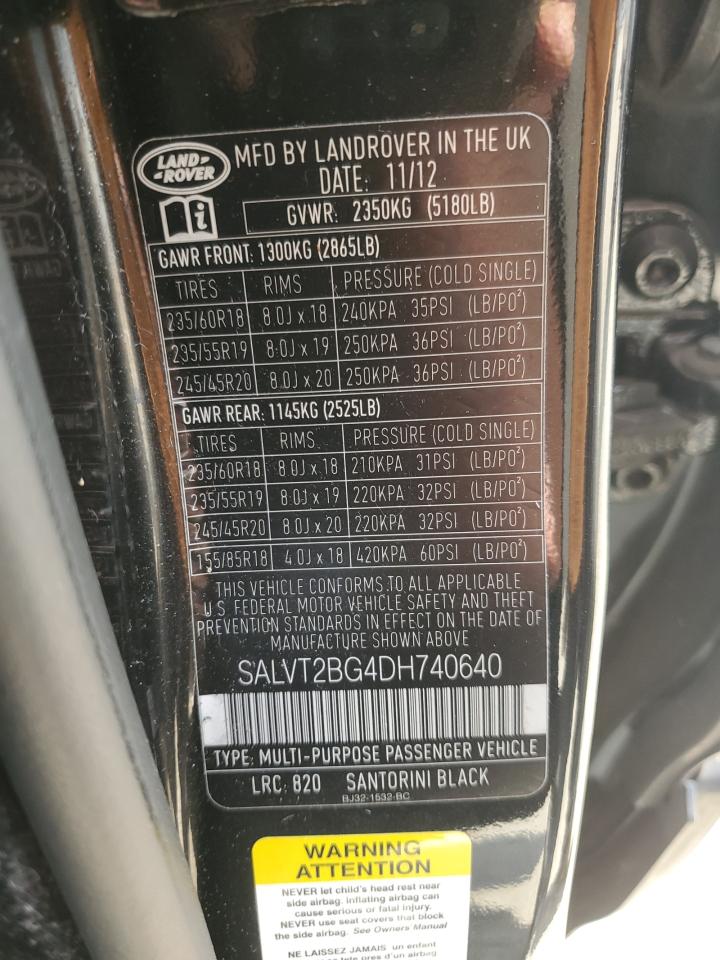 LAND-ROVER MFD BY LANDROVER IN THE UK
DATE: 11/12
i GVWR: 2350KG (5180LB)
GAWR FRONT: 1300KG (2865LB)
TIRES RIMS PRESSURE (COLD SINGLE)
235/60R18 8.0J x 18 240KPA 35PSI (LB/PO²)
235/55R19 8.0J x 19 250KPA 36PSI (LB/PO²)
245/45R20 8.0J x 20 250KPA 36PSI (LB/PO²)
GAWR REAR: 1145KG (2525LB)
TIRES RIMS PRESSURE (COLD SINGLE)
235/60R18 8.0J x 18 210KPA 31PSI (LB/PO²)
235/55R19 8.0J x 19 220KPA 32PSI (LB/PO²)
245/45R20 8.0J x 20 220KPA 32PSI (LB/PO²)
155/85R18 4.0J x 18 420KPA 60PSI (LB/PO²)
THIS VEHICLE CONFORMS TO ALL APPLICABLE
U.S. FEDERAL MOTOR VEHICLE SAFETY AND THEFT
PREVENTION STANDARDS IN EFFECT ON THE DATE OF
MANUFACTURE SHOWN ABOVE
SALVT2BG4DH740640
TYPE: MULTI-PURPOSE PASSENGER VEHICLE
LRC: 820 SANTORINI BLACK
BJ32-1532-BC
WARNING
ATTENTION
NEVER let child's head rest near
side airbag: inflating airbag can
cause serious or fatal injury.
NEVER use seat covers that block
the side airbag. See Owners Manual
NE LAISSEZ JAMAIS un enfant
tete pres d'un airbag